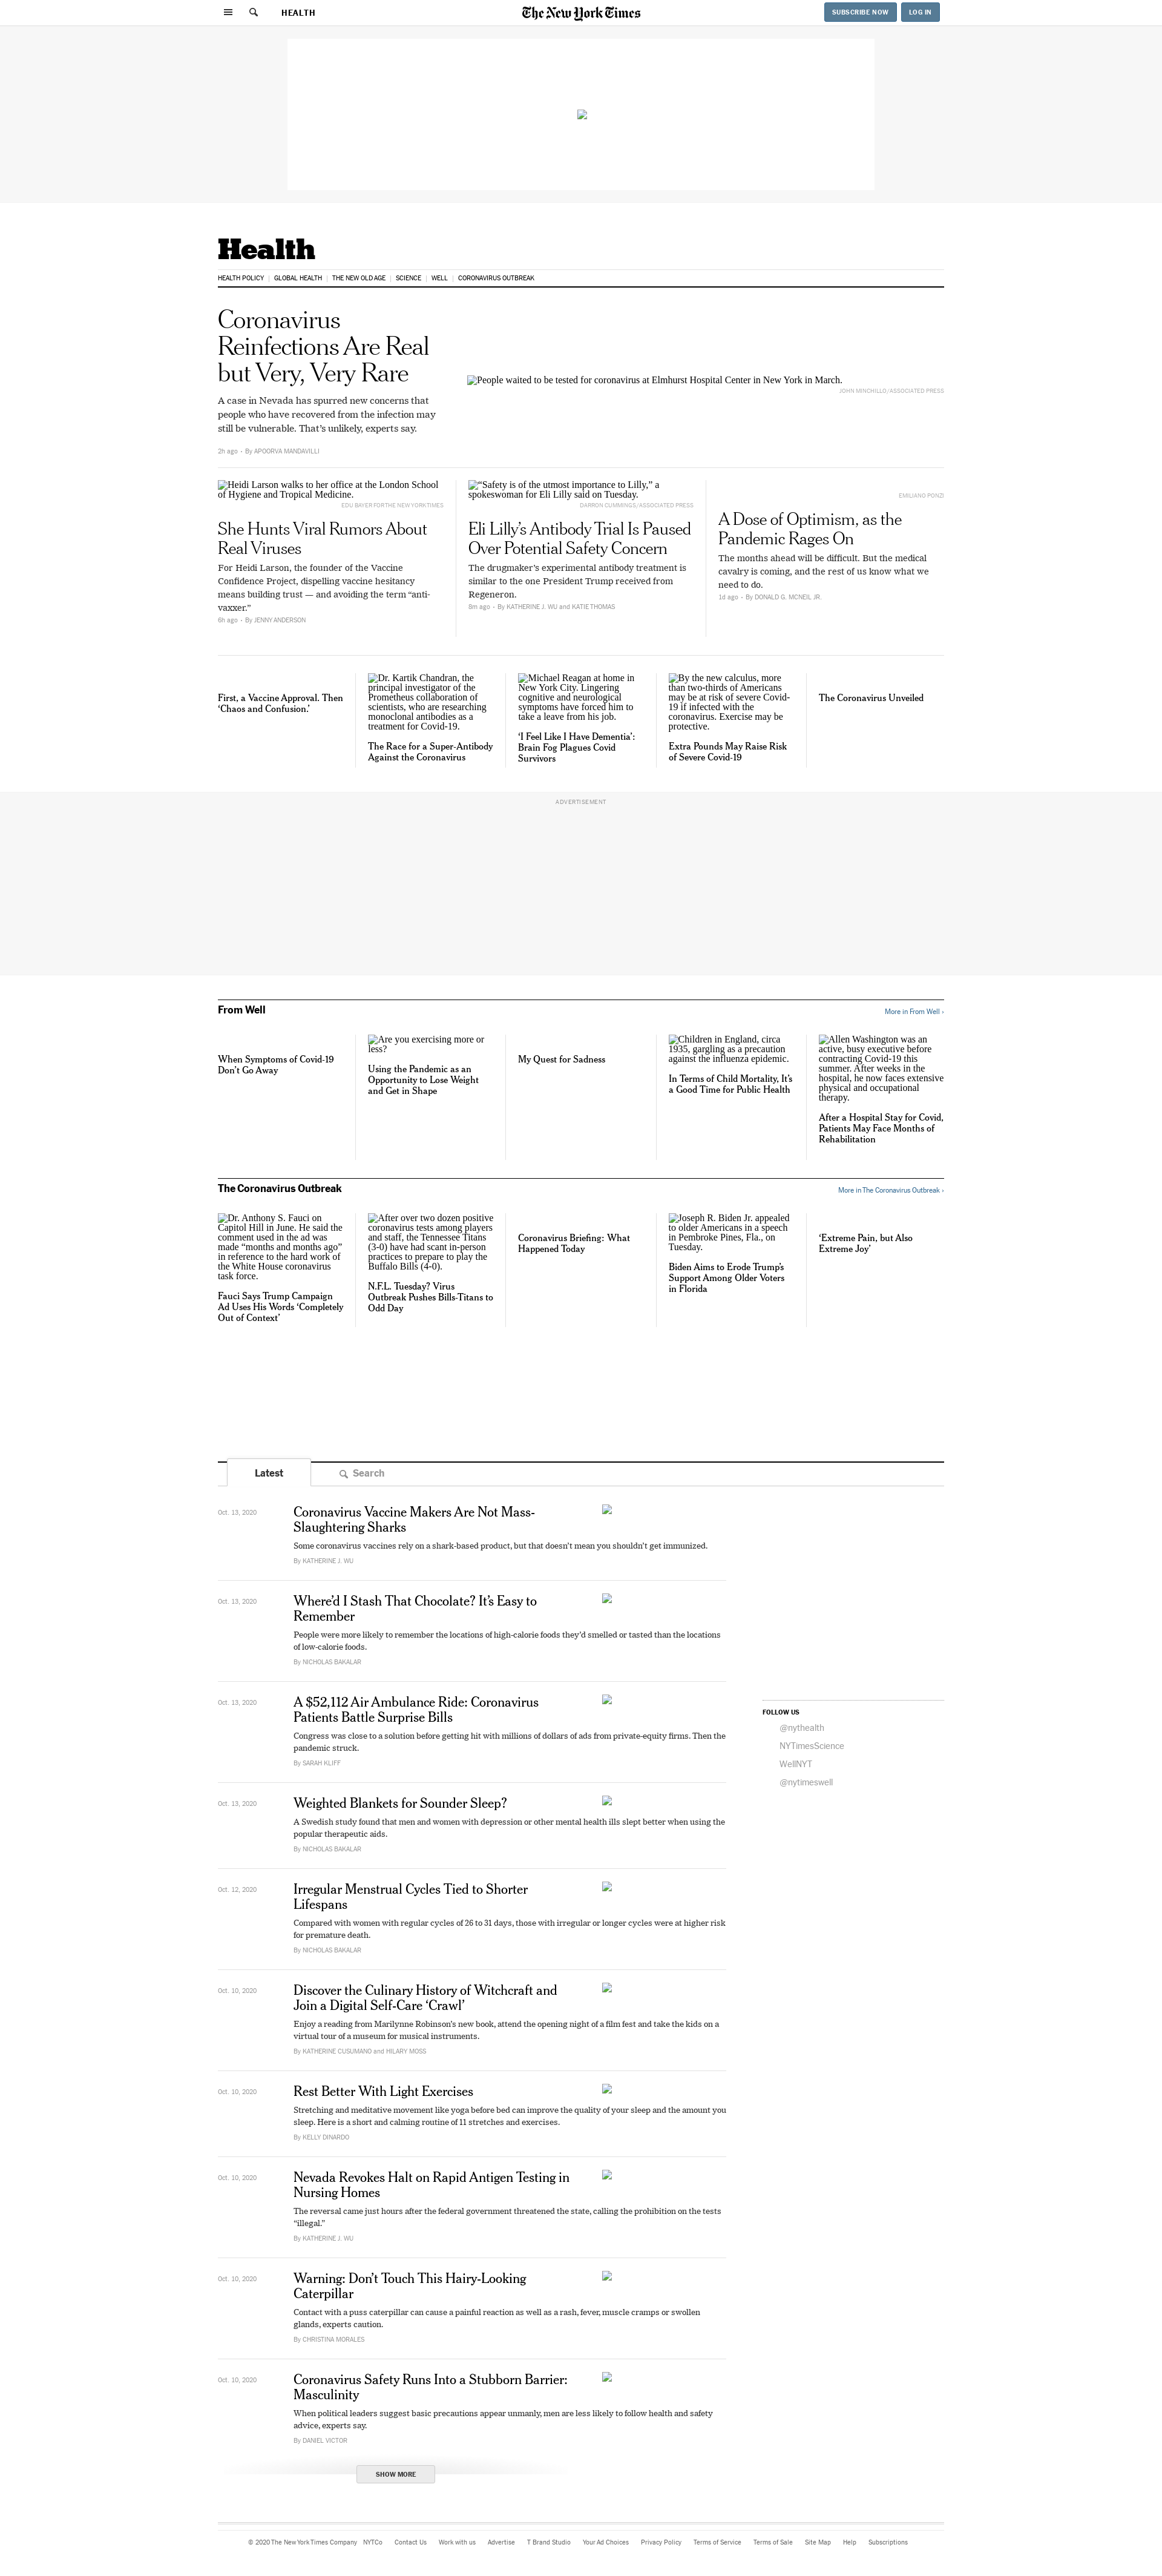 HEALTH
The New York Times
SUBSCRIBE NOW
LOG IN
Health
HEALTH POLICY | GLOBAL HEALTH | THE NEW OLD AGE | SCIENCE | WELL | CORONAVIRUS OUTBREAK
Coronavirus
Reinfections Are Real
but Very, Very Rare
A case in Nevada has spurred new concerns that
people who have recovered from the infection may
still be vulnerable. That’s unlikely, experts say.
2h ago - By APOORVA MANDAVILLI
People waited to be tested for coronavirus at Elmhurst Hospital Center in New York in March.
JOHN MINCHILLO/ASSOCIATED PRESS
Heidi Larson walks to her office at the London School
of Hygiene and Tropical Medicine.
EDU BAYER FOR THE NEW YORK TIMES
She Hunts Viral Rumors About
Real Viruses
For Heidi Larson, the founder of the Vaccine
Confidence Project, dispelling vaccine hesitancy
means building trust — and avoiding the term “anti-
vaxxer.”
6h ago - By JENNY ANDERSON
“Safety is of the utmost importance to Lilly,” a
spokeswoman for Eli Lilly said on Tuesday.
DARRON CUMMINGS/ASSOCIATED PRESS
Eli Lilly’s Antibody Trial Is Paused
Over Potential Safety Concern
The drugmaker’s experimental antibody treatment is
similar to the one President Trump received from
Regeneron.
8m ago - By KATHERINE J. WU and KATIE THOMAS
EMILIANO PONZI
A Dose of Optimism, as the
Pandemic Rages On
The months ahead will be difficult. But the medical
cavalry is coming, and the rest of us know what we
need to do.
1d ago - By DONALD G. MCNEIL JR.
First, a Vaccine Approval. Then
‘Chaos and Confusion.’
Dr. Kartik Chandran, the
principal investigator of the
Prometheus collaboration of
scientists, who are researching
monoclonal antibodies as a
treatment for Covid-19.
The Race for a Super-Antibody
Against the Coronavirus
Michael Reagan at home in
New York City. Lingering
cognitive and neurological
symptoms have forced him to
take a leave from his job.
‘I Feel Like I Have Dementia’:
Brain Fog Plagues Covid
Survivors
By the new calculus, more
than two-thirds of Americans
may be at risk of severe Covid-
19 if infected with the
coronavirus. Exercise may be
protective.
Extra Pounds May Raise Risk
of Severe Covid-19
The Coronavirus Unveiled
ADVERTISEMENT
From Well
More in From Well ›
When Symptoms of Covid-19
Don’t Go Away
Are you exercising more or
less?
Using the Pandemic as an
Opportunity to Lose Weight
and Get in Shape
My Quest for Sadness
Children in England, circa
1935, gargling as a precaution
against the influenza epidemic.
In Terms of Child Mortality, It’s
a Good Time for Public Health
Allen Washington was an
active, busy executive before
contracting Covid-19 this
summer. After weeks in the
hospital, he now faces extensive
physical and occupational
therapy.
After a Hospital Stay for Covid,
Patients May Face Months of
Rehabilitation
The Coronavirus Outbreak
More in The Coronavirus Outbreak ›
Dr. Anthony S. Fauci on
Capitol Hill in June. He said the
comment used in the ad was
made “months and months ago”
in reference to the hard work of
the White House coronavirus
task force.
Fauci Says Trump Campaign
Ad Uses His Words ‘Completely
Out of Context’
After over two dozen positive
coronavirus tests among players
and staff, the Tennessee Titans
(3-0) have had scant in-person
practices to prepare to play the
Buffalo Bills (4-0).
N.F.L. Tuesday? Virus
Outbreak Pushes Bills-Titans to
Odd Day
Coronavirus Briefing: What
Happened Today
Joseph R. Biden Jr. appealed
to older Americans in a speech
in Pembroke Pines, Fla., on
Tuesday.
Biden Aims to Erode Trump’s
Support Among Older Voters
in Florida
‘Extreme Pain, but Also
Extreme Joy’
Latest
Search
Oct. 13, 2020
Coronavirus Vaccine Makers Are Not Mass-
Slaughtering Sharks
Some coronavirus vaccines rely on a shark-based product, but that doesn’t mean you shouldn’t get immunized.
By KATHERINE J. WU
Oct. 13, 2020
Where’d I Stash That Chocolate? It’s Easy to
Remember
People were more likely to remember the locations of high-calorie foods they’d smelled or tasted than the locations
of low-calorie foods.
By NICHOLAS BAKALAR
Oct. 13, 2020
A $52,112 Air Ambulance Ride: Coronavirus
Patients Battle Surprise Bills
Congress was close to a solution before getting hit with millions of dollars of ads from private-equity firms. Then the
pandemic struck.
By SARAH KLIFF
Oct. 13, 2020
Weighted Blankets for Sounder Sleep?
A Swedish study found that men and women with depression or other mental health ills slept better when using the
popular therapeutic aids.
By NICHOLAS BAKALAR
Oct. 12, 2020
Irregular Menstrual Cycles Tied to Shorter
Lifespans
Compared with women with regular cycles of 26 to 31 days, those with irregular or longer cycles were at higher risk
for premature death.
By NICHOLAS BAKALAR
Oct. 10, 2020
Discover the Culinary History of Witchcraft and
Join a Digital Self-Care ‘Crawl’
Enjoy a reading from Marilynne Robinson’s new book, attend the opening night of a film fest and take the kids on a
virtual tour of a museum for musical instruments.
By KATHERINE CUSUMANO and HILARY MOSS
Oct. 10, 2020
Rest Better With Light Exercises
Stretching and meditative movement like yoga before bed can improve the quality of your sleep and the amount you
sleep. Here is a short and calming routine of 11 stretches and exercises.
By KELLY DINARDO
Oct. 10, 2020
Nevada Revokes Halt on Rapid Antigen Testing in
Nursing Homes
The reversal came just hours after the federal government threatened the state, calling the prohibition on the tests
“illegal.”
By KATHERINE J. WU
Oct. 10, 2020
Warning: Don’t Touch This Hairy-Looking
Caterpillar
Contact with a puss caterpillar can cause a painful reaction as well as a rash, fever, muscle cramps or swollen
glands, experts caution.
By CHRISTINA MORALES
Oct. 10, 2020
Coronavirus Safety Runs Into a Stubborn Barrier:
Masculinity
When political leaders suggest basic precautions appear unmanly, men are less likely to follow health and safety
advice, experts say.
By DANIEL VICTOR
SHOW MORE
FOLLOW US
@nythealth
NYTimesScience
WellNYT
@nytimeswell
© 2020 The New York Times Company NYTCo Contact Us Work with us Advertise T Brand Studio Your Ad Choices Privacy Policy Terms of Service Terms of Sale Site Map Help Subscriptions